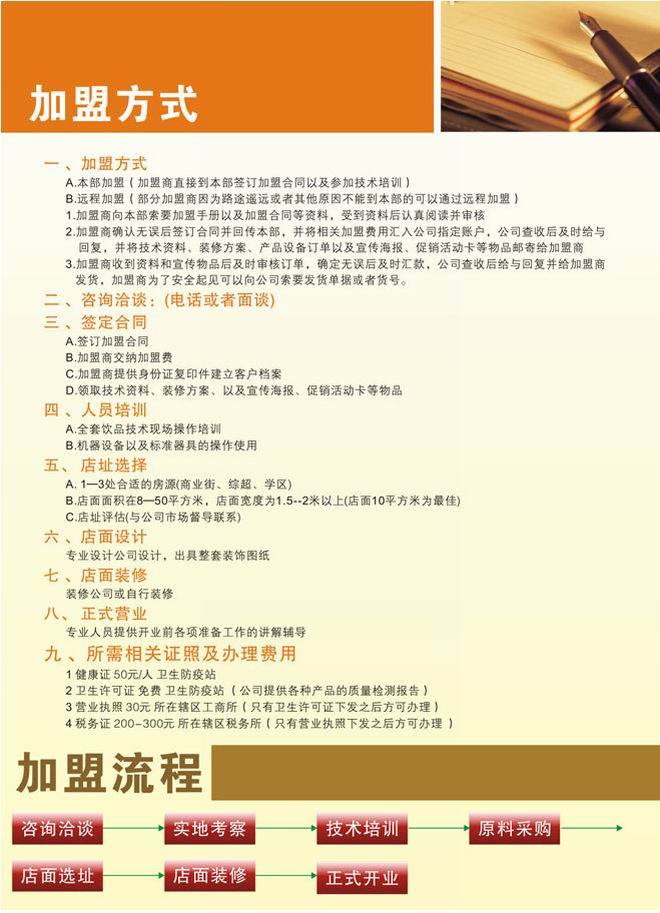 加盟方式
一、加盟方式
A.本部加盟(加盟商直接到本部签订加盟合同以及参加技术培训)
B.远程加盟(部分加盟商因为路途遥远或者其他原因不能到本部的可以通过远程加盟)
1.加盟商向本部索要加盟手册以及加盟合同等资料，受到资料后认真阅读并审核
2.加盟商确认无误后签订合同并回传本部，并将相关加盟费用汇入公司指定账户，公司查收后及时给与
回复，并将技术资料、装修方案、产品设备订单以及宣传海报、促销活动卡等物品邮寄给加盟商
3.加盟商收到资料和宣传物品后及时审核订单，确定无误后及时汇款，公司查收后给与回复并给加盟商
发货，加盟商为了安全起见可以向公司索要发货单据或者货号。
二、咨询洽谈：(电话或者面谈)
三、签定合同
A.签订加盟合同
B.加盟商交纳加盟费
C.加盟商提供身份证复印件建立客户档案
D.领取技术资料、装修方案、以及宣传海报、促销活动卡等物品
四、人员培训
A.全套饮品技术现场操作培训
B.机器设备以及标准器具的操作使用
五、店址选择
A. 1—3处合适的房源(商业街、综超、学区)
B.店面面积在8—50平方米，店面宽度为1.5--2米以上(店面10平方米为最佳)
C.店址评估(与公司市场督导联系)
六、店面设计
专业设计公司设计，出具整套装饰图纸
七、店面装修
装修公司或自行装修
八、正式营业
专业人员提供开业前各项准备工作的讲解辅导
九、所需相关证照及办理费用
1 健康证 50元/人 卫生防疫站
2 卫生许可证 免费 卫生防疫站(公司提供各种产品的质量检测报告)
3 营业执照 30元 所在辖区工商所(只有卫生许可证下发之后方可办理)
4 税务证 200-300元 所在辖区税务所(只有营业执照下发之后方可办理)
加盟流程
咨询洽谈 实地考察 技术培训 原料采购
店面选址 店面装修 正式开业